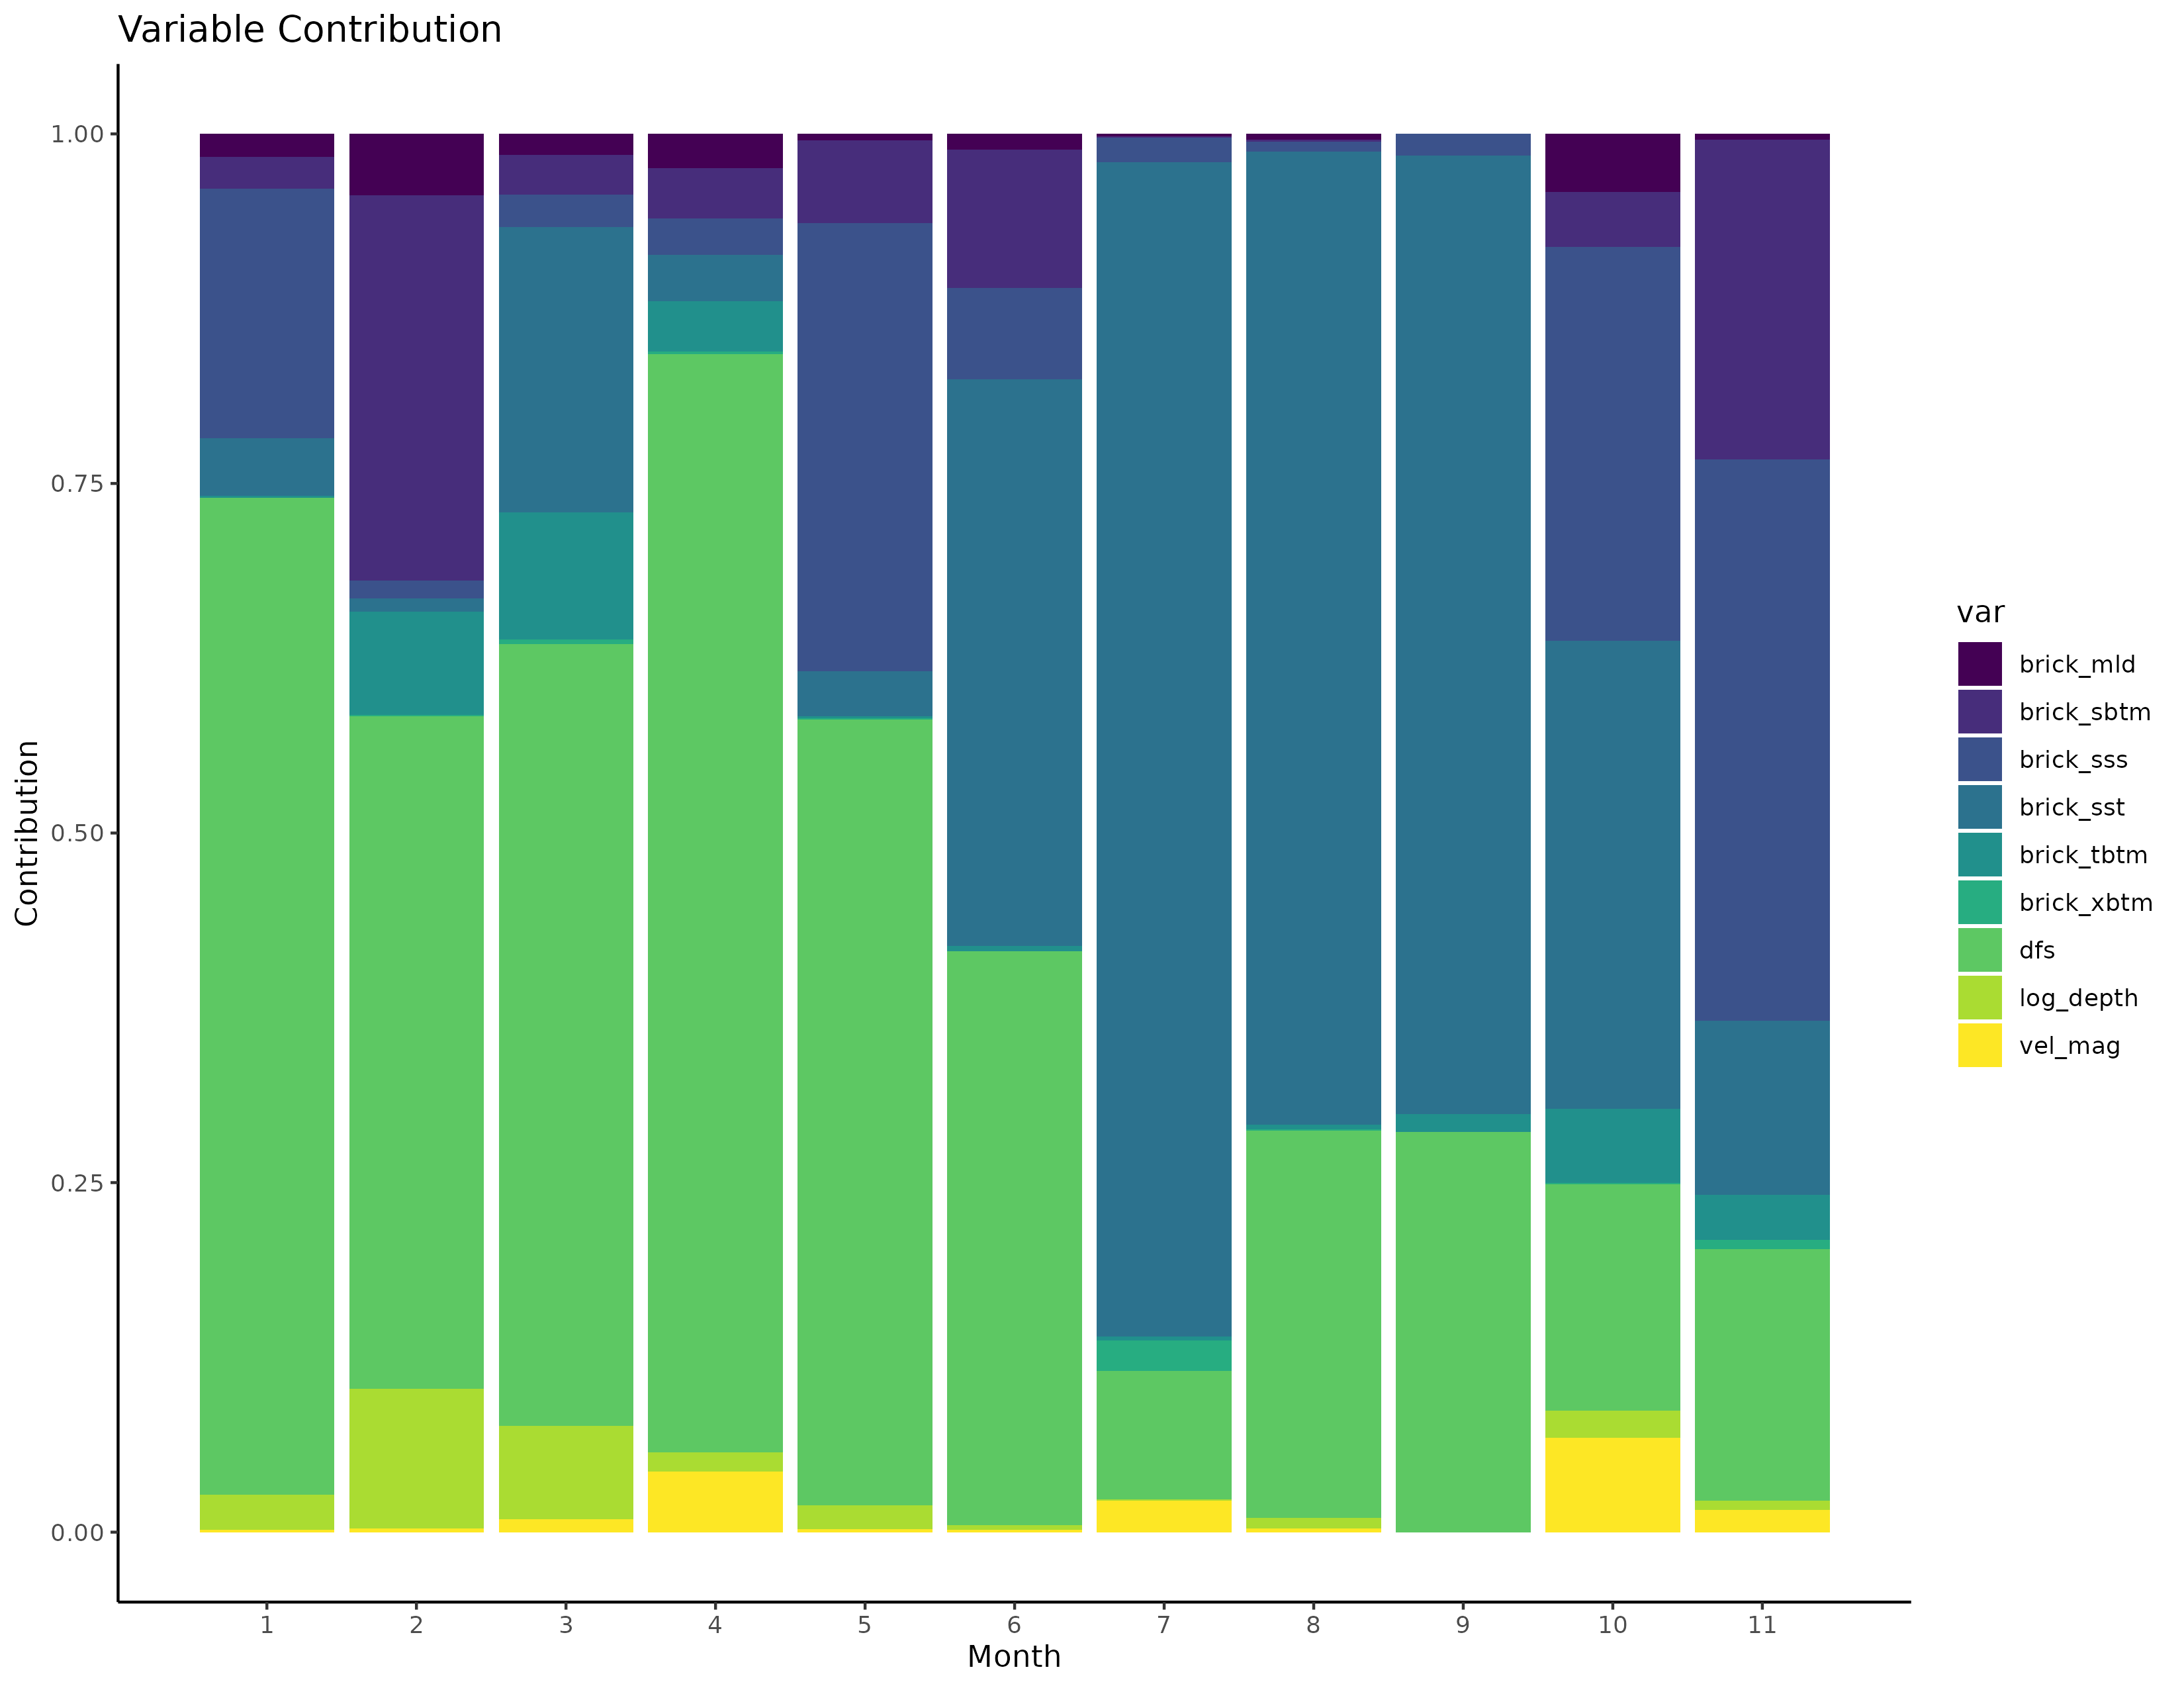 Variable Contribution
1.00
0.75
0.50
0.25
0.00
Contribution
1 2 3 4 5 6 7 8 9 10 11
Month
var
brick_mld
brick_sbtm
brick_sss
brick_sst
brick_tbtm
brick_xbtm
dfs
log_depth
vel_mag